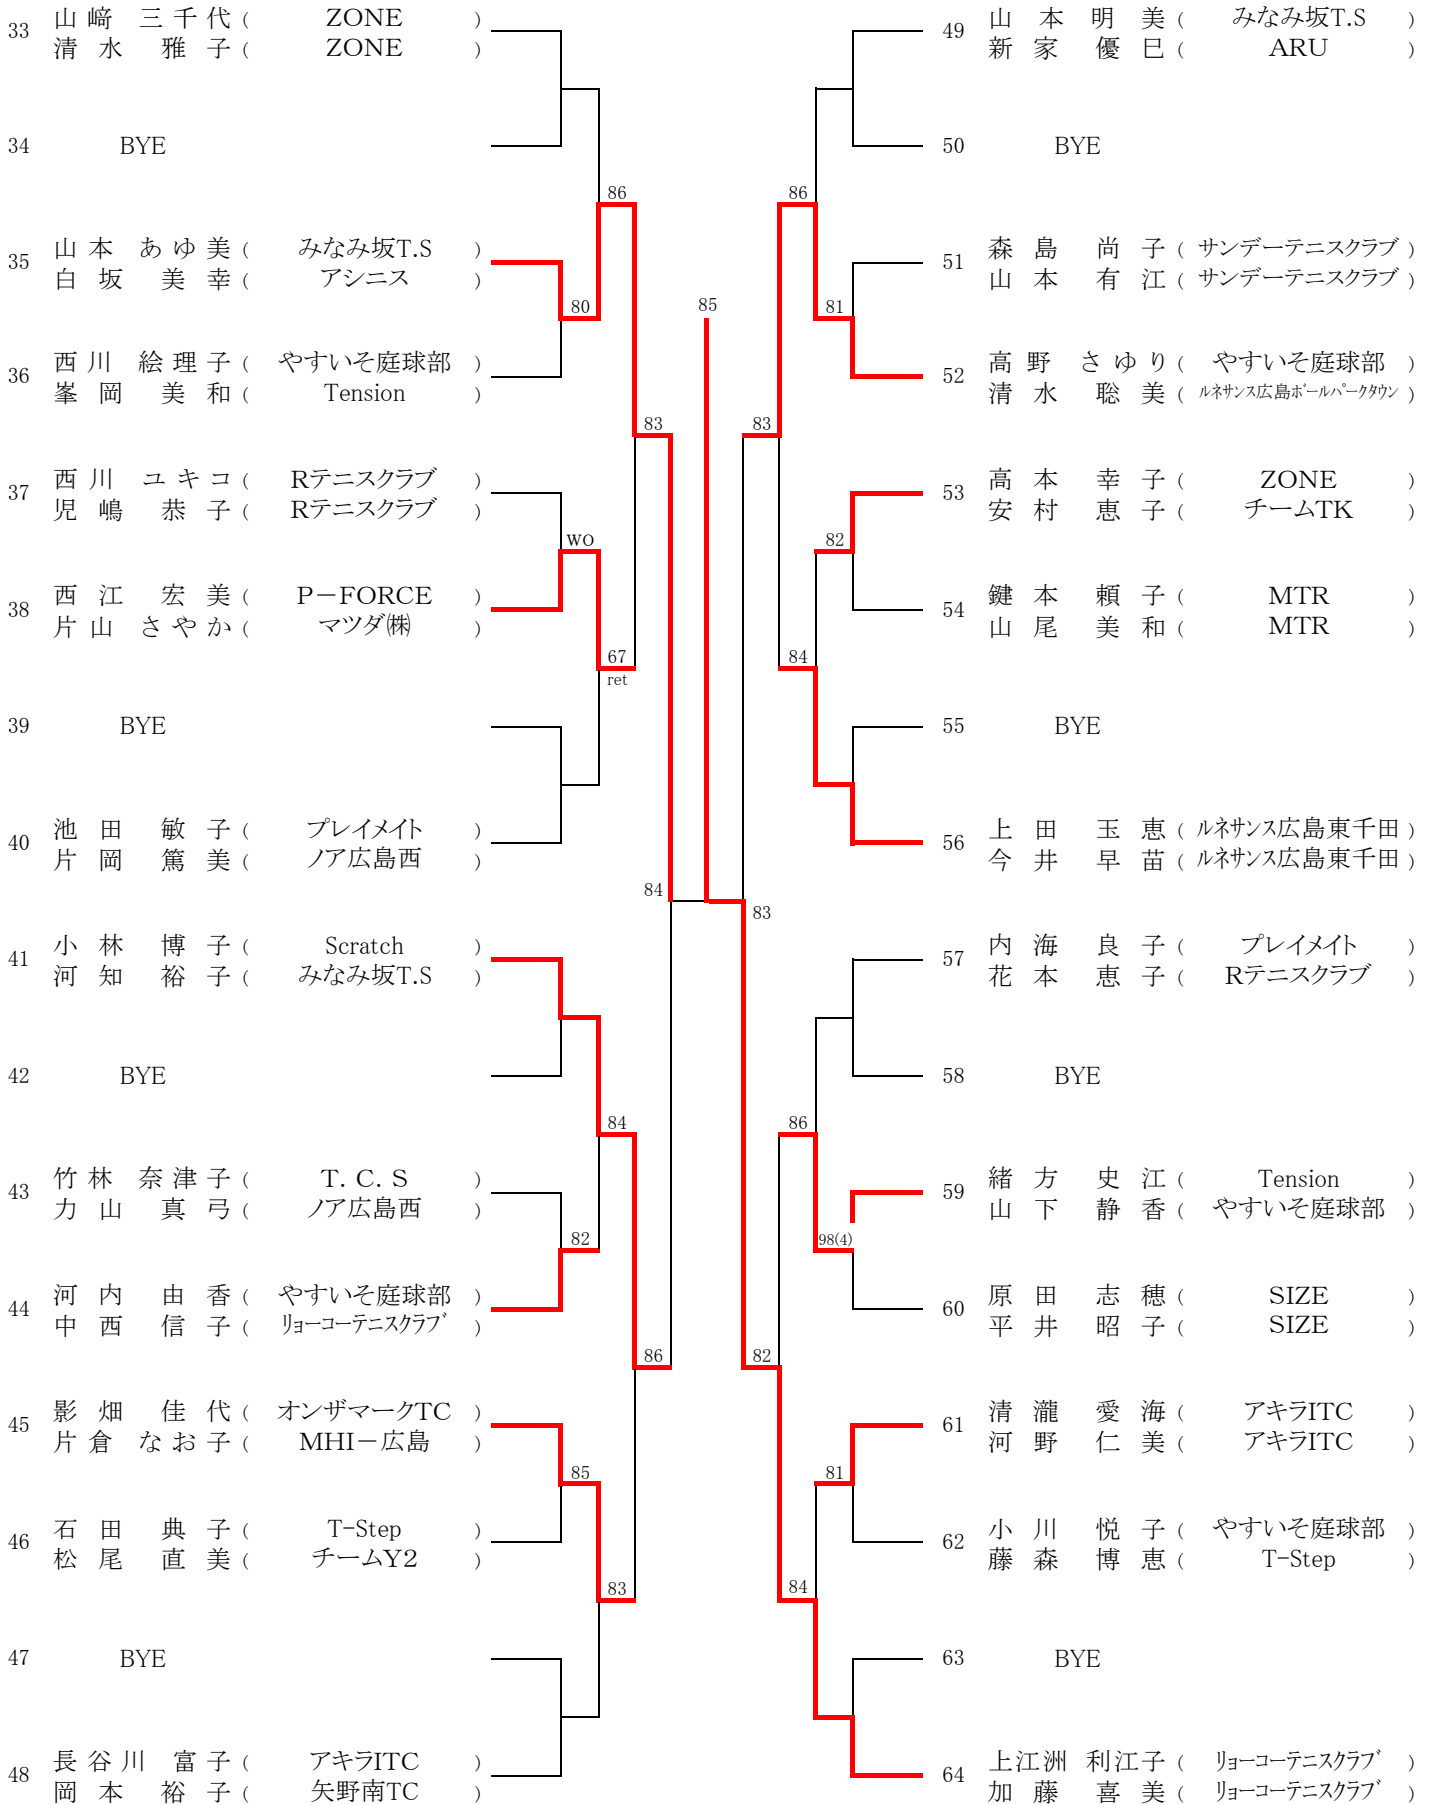 33 山﨑 三千代 ( ZONE )
清水 雅子 ( ZONE )
34 BYE
86
35 山本 あゆ美 ( みなみ坂T.S )
白坂 美幸 ( アシニス )
80
36 西川 絵理子 ( やすいそ庭球部 )
峯岡 美和 ( Tension )
83
37 西川 ユキコ ( Rテニスクラブ )
児嶋 恭子 ( Rテニスクラブ )
WO
38 西江 宏美 ( P-FORCE )
片山 さやか ( マツダ㈱ )
67
ret
39 BYE
40 池田 敏子 ( プレイメイト )
片岡 篤美 ( ノア広島西 )
84
41 小林 博子 ( Scratch )
河知 裕子 ( みなみ坂T.S )
42 BYE
84
43 竹林 奈津子 ( T.C.S )
力山 真弓 ( ノア広島西 )
82
44 河内 由香 ( やすいそ庭球部 )
中西 信子 ( リョーコーテニスクラブ )
86
45 影畑 佳代 ( オンザマークTC )
片倉 なお子 ( MHI-広島 )
85
46 石田 典子 ( T-Step )
松尾 直美 ( チームY2 )
83
47 BYE
48 長谷川 富子 ( アキラITC )
岡本 裕子 ( 矢野南TC )
85
49 山本 明美 ( みなみ坂T.S )
新家 優巳 ( ARU )
50 BYE
86
51 森島 尚子 ( サンデーテニスクラブ )
山本 有江 ( サンデーテニスクラブ )
81
52 高野 さゆり ( やすいそ庭球部 )
清水 聡美 ( ルネサンス広島ボールパークタウン )
83
53 高本 幸子 ( ZONE )
安村 恵子 ( チームTK )
82
54 鍵本 頼子 ( MTR )
山尾 美和 ( MTR )
84
55 BYE
56 上田 玉恵 ( ルネサンス広島東千田 )
今井 早苗 ( ルネサンス広島東千田 )
83
57 内海 良子 ( プレイメイト )
花本 恵子 ( Rテニスクラブ )
58 BYE
86
59 緒方 史江 ( Tension )
山下 静香 ( やすいそ庭球部 )
98(4)
60 原田 志穂 ( SIZE )
平井 昭子 ( SIZE )
82
61 清瀧 愛海 ( アキラITC )
河野 仁美 ( アキラITC )
81
62 小川 悦子 ( やすいそ庭球部 )
藤森 博恵 ( T-Step )
84
63 BYE
64 上江洲 利江子 ( リョーコーテニスクラブ )
加藤 喜美 ( リョーコーテニスクラブ )